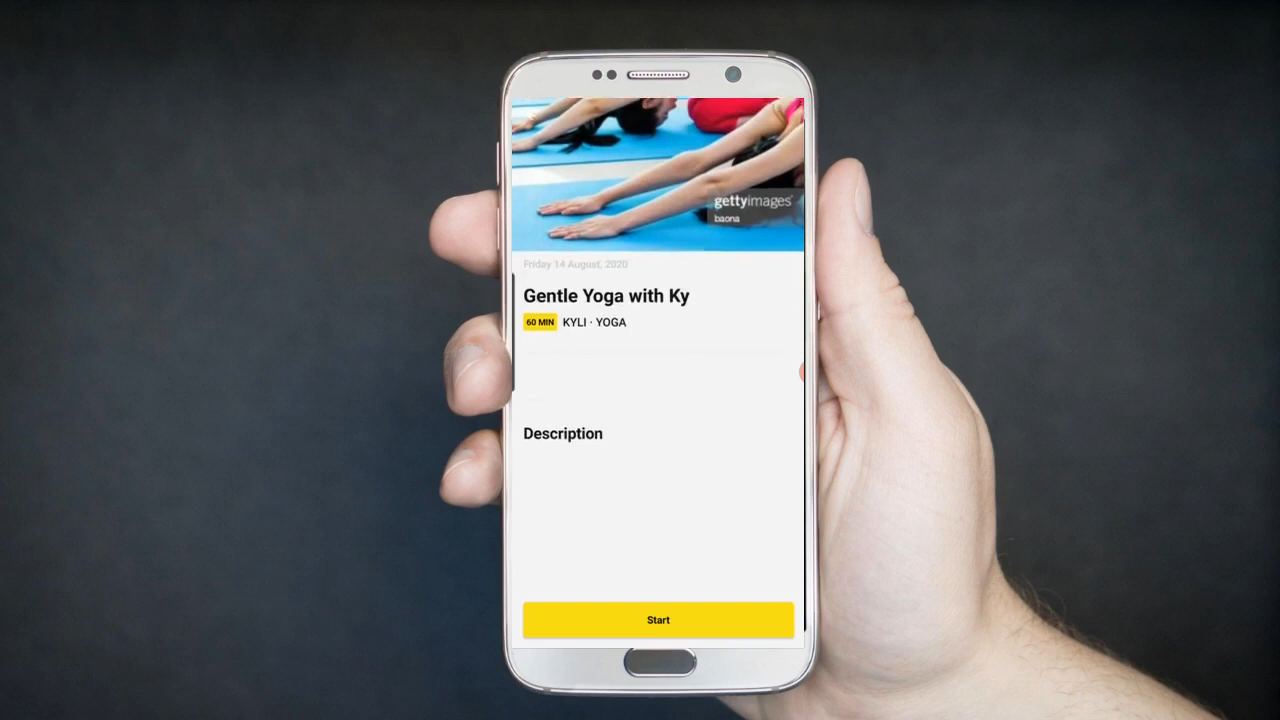 gettyimages®
baona
Friday 14 August, 2020
Gentle Yoga with Ky
60 MIN KYLI · YOGA
Description
Start